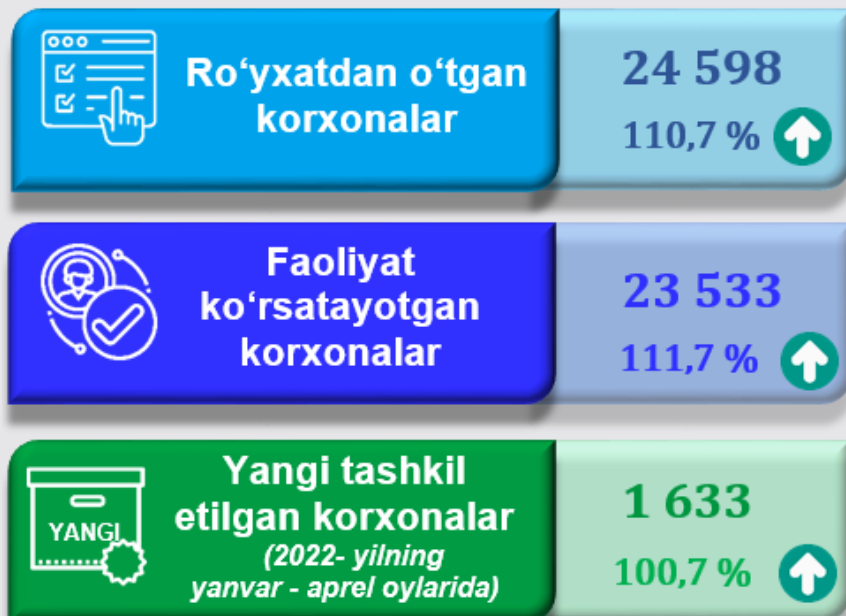 Ro‘yxatdan o‘tgan
korxonalar
24 598
110,7 %
Faoliyat
ko‘rsatayotgan
korxonalar
23 533
111,7 %
YANGI
Yangi tashkil
etilgan korxonalar
(2022- yilning
yanvar - aprel oylarida)
1 633
100,7 %